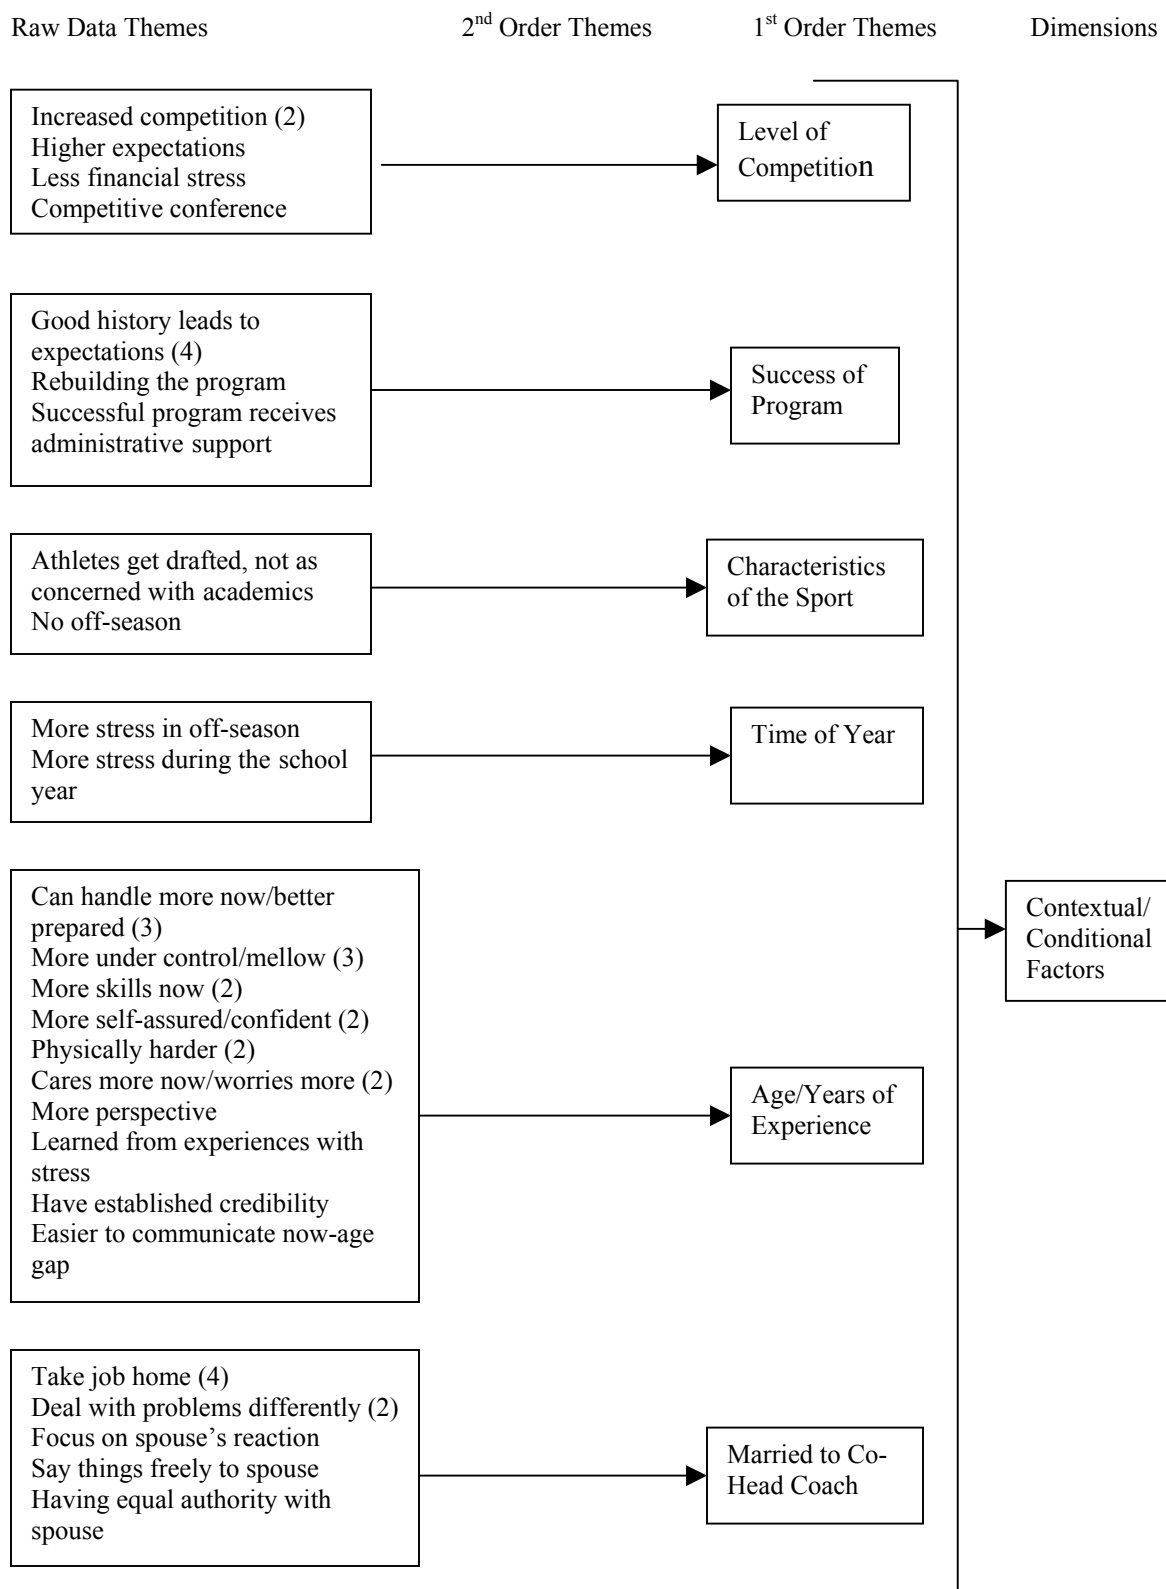 Raw Data Themes 2nd Order Themes 1st Order Themes Dimensions
Increased competition (2)
Higher expectations
Less financial stress
Competitive conference
Level of
Competition
Good history leads to
expectations (4)
Rebuilding the program
Successful program receives
administrative support
Success of
Program
Athletes get drafted, not as
concerned with academics
No off-season
Characteristics
of the Sport
More stress in off-season
More stress during the school
year
Time of Year
Can handle more now/better
prepared (3)
More under control/mellow (3)
More skills now (2)
More self-assured/confident (2)
Physically harder (2)
Cares more now/worries more (2)
More perspective
Learned from experiences with
stress
Have established credibility
Easier to communicate now-age
gap
Age/Years of
Experience
Contextual/
Conditional
Factors
Take job home (4)
Deal with problems differently (2)
Focus on spouse’s reaction
Say things freely to spouse
Having equal authority with
spouse
Married to Co-
Head Coach